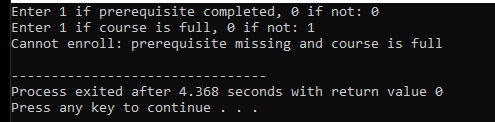 Enter 1 if prerequisite completed, 0 if not: 0
Enter 1 if course is full, 0 if not: 1
Cannot enroll: prerequisite missing and course is full
--------------------------------
Process exited after 4.368 seconds with return value 0
Press any key to continue . . .